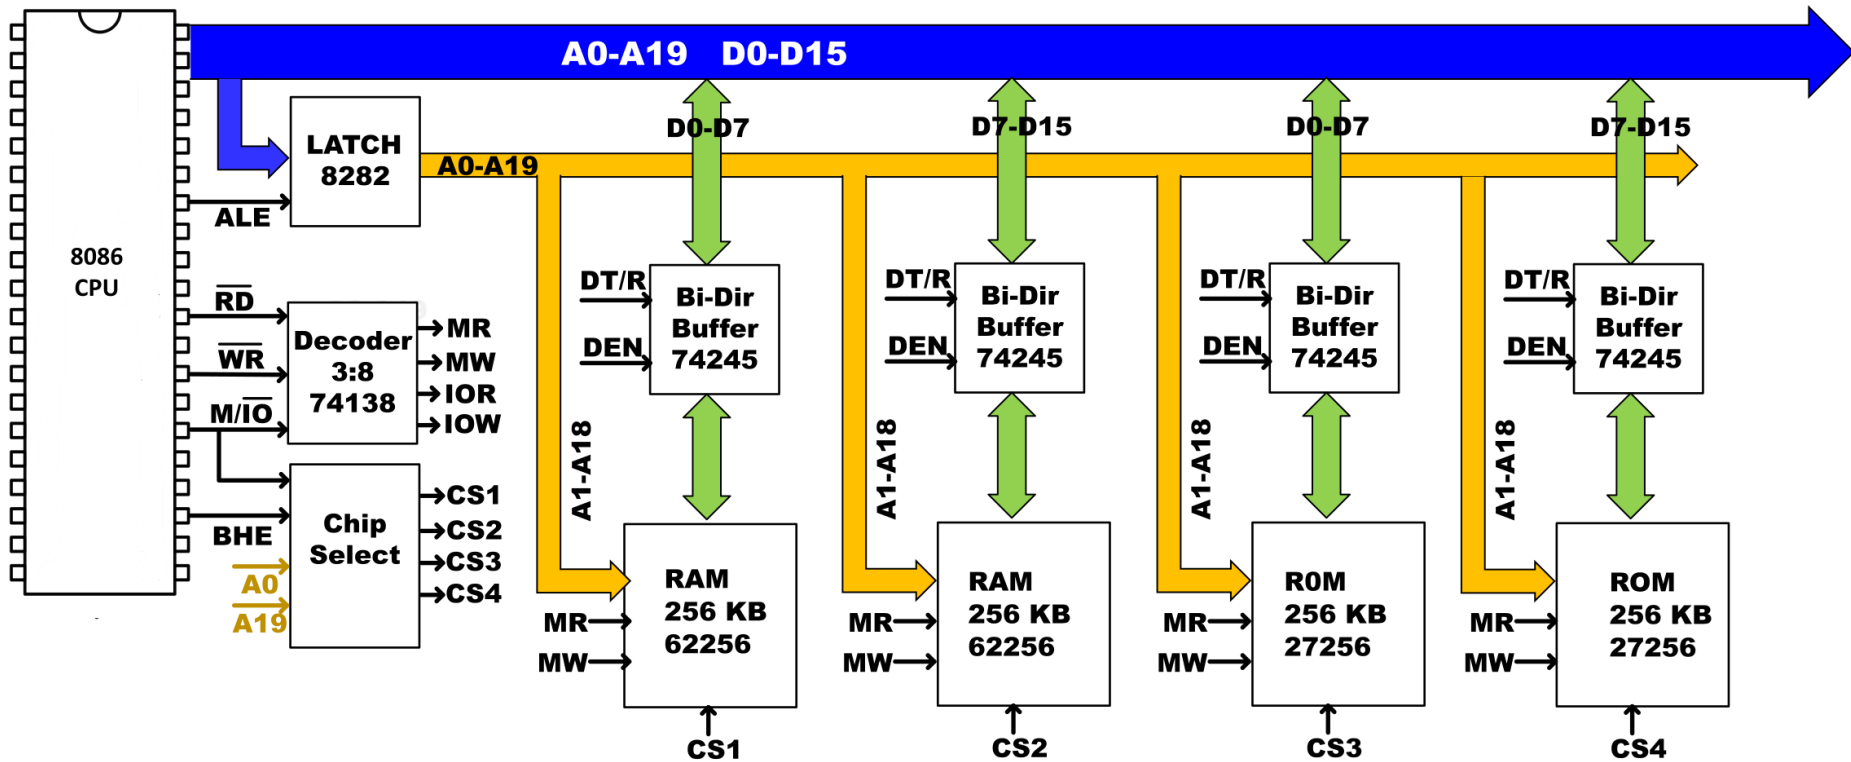 A0-A19 D0-D15
8086
CPU
LATCH
8282
ALE
A0-A19
D0-D7
D7-D15
D0-D7
D7-D15
RD
WR
M/IO
Decoder
3:8
74138
MR
MW
IOR
IOW
BHE
A0
A19
Chip
Select
CS1
CS2
CS3
CS4
DT/R
DEN
Bi-Dir
Buffer
74245
DT/R
DEN
Bi-Dir
Buffer
74245
DT/R
DEN
Bi-Dir
Buffer
74245
DT/R
DEN
Bi-Dir
Buffer
74245
A1-A18
A1-A18
A1-A18
A1-A18
RAM
256 KB
62256
MR
MW
CS1
RAM
256 KB
62256
MR
MW
CS2
R0M
256 KB
27256
MR
MW
CS3
ROM
256 KB
27256
MR
MW
CS4